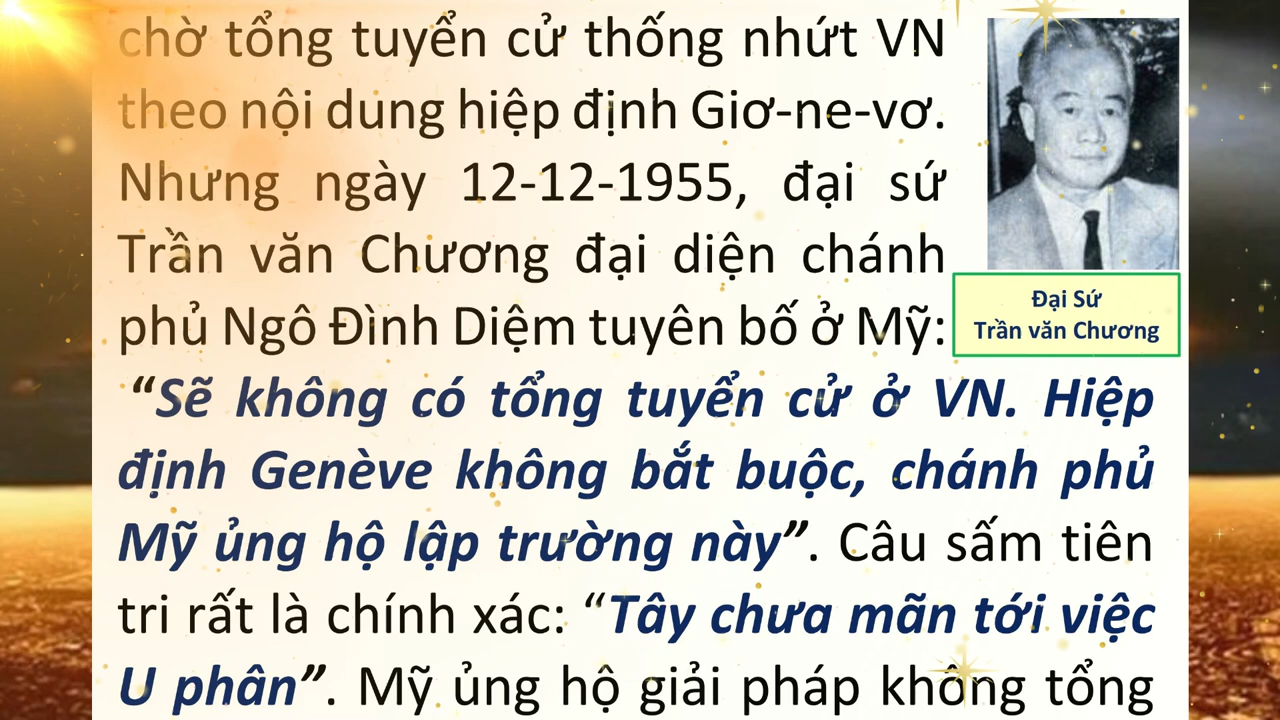 chờ tổng tuyển cử thống nhứt VN
theo nội dung hiệp định Giơ-ne-vơ.
Nhưng ngày 12-12-1955, đại sứ
Trần văn Chương đại diện chánh
phủ Ngô Đình Diệm tuyên bố ở Mỹ:
Đại Sứ
Trần văn Chương
“Sẽ không có tổng tuyển cử ở VN. Hiệp
định Genève không bắt buộc, chánh phủ
Mỹ ủng hộ lập trường này”. Câu sấm tiên
tri rất là chính xác: “Tây chưa mãn tới việc
U phân”. Mỹ ủng hộ giải pháp không tổng